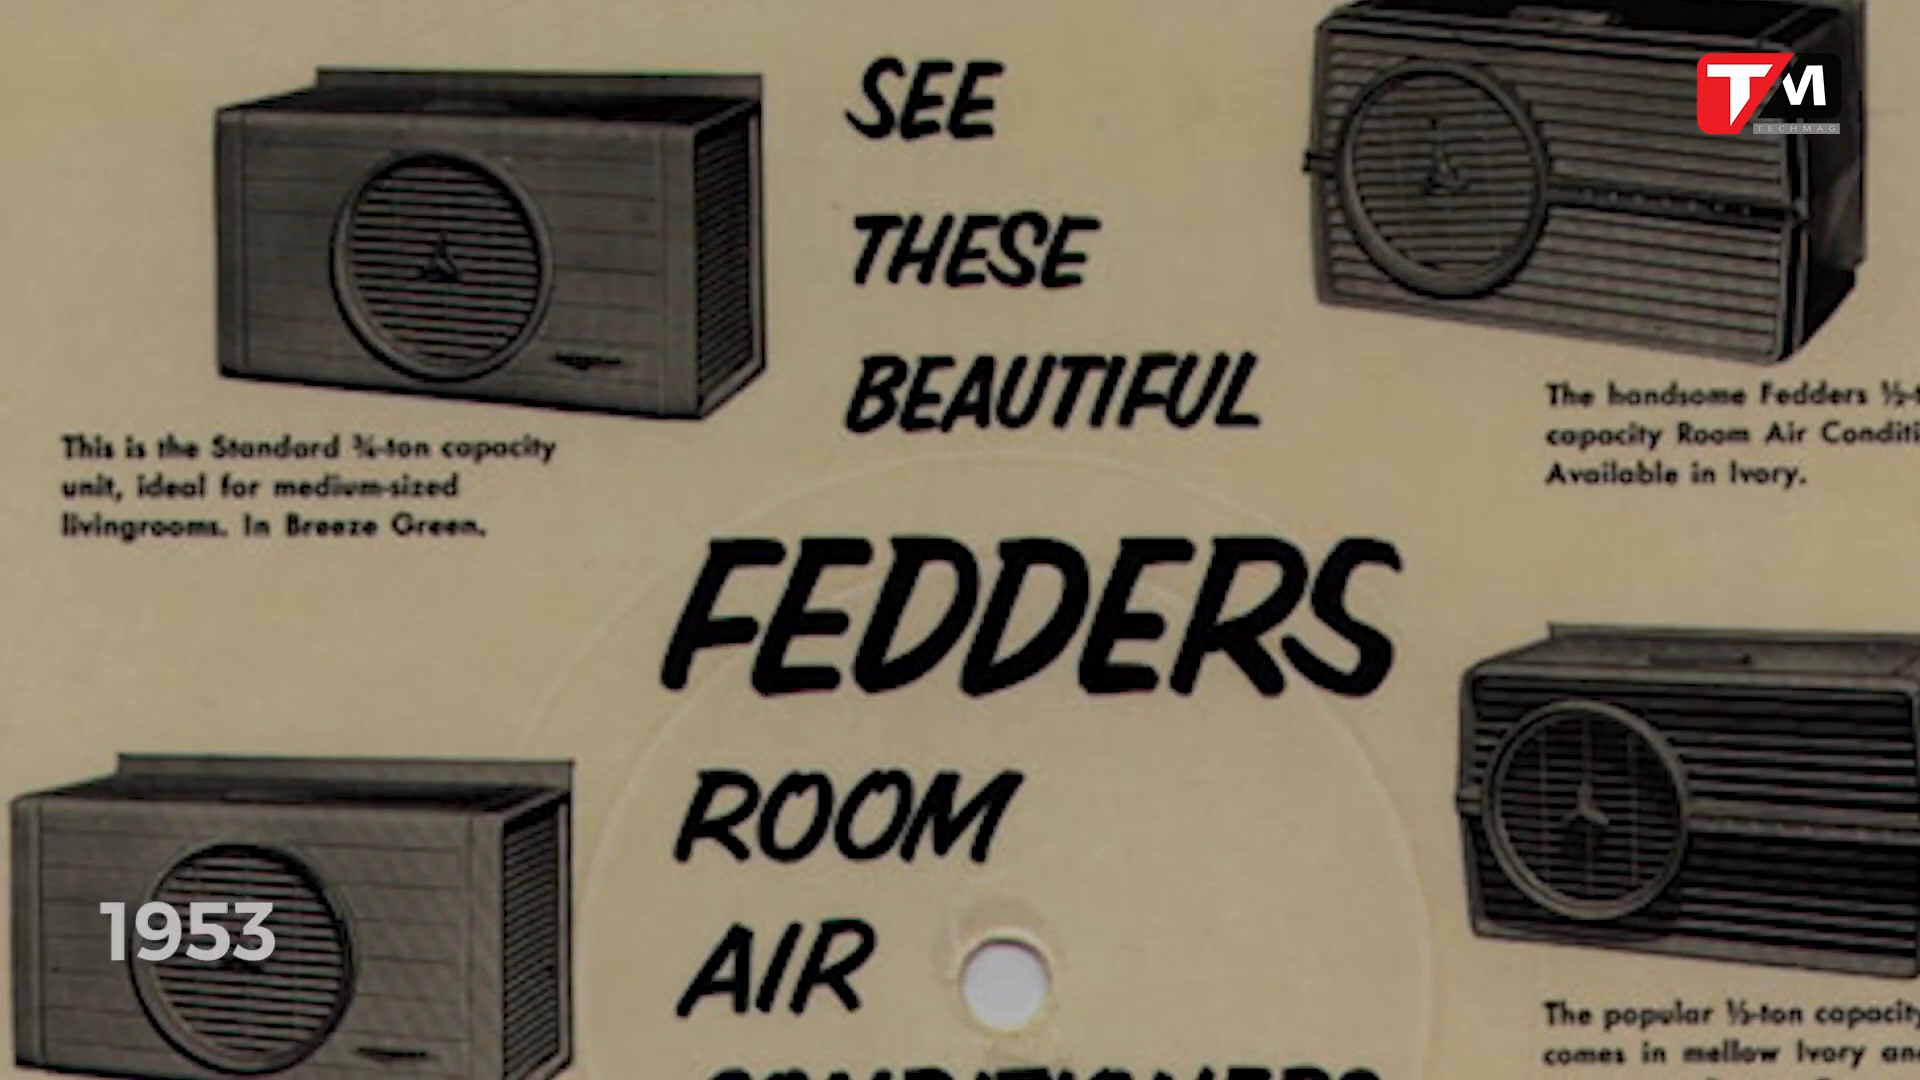 TM
TECHMAG
SEE
THESE
BEAUTIFUL
This is the Standard ¾-ton capacity
unit, ideal for medium-sized
livingrooms. In Breeze Green.
The handsome Fedders ½-t
capacity Room Air Conditi
Available in Ivory.
FEDDERS
ROOM
AIR
CONDITIONERS
1953
The popular ⅓-ton capacity
comes in mellow Ivory an